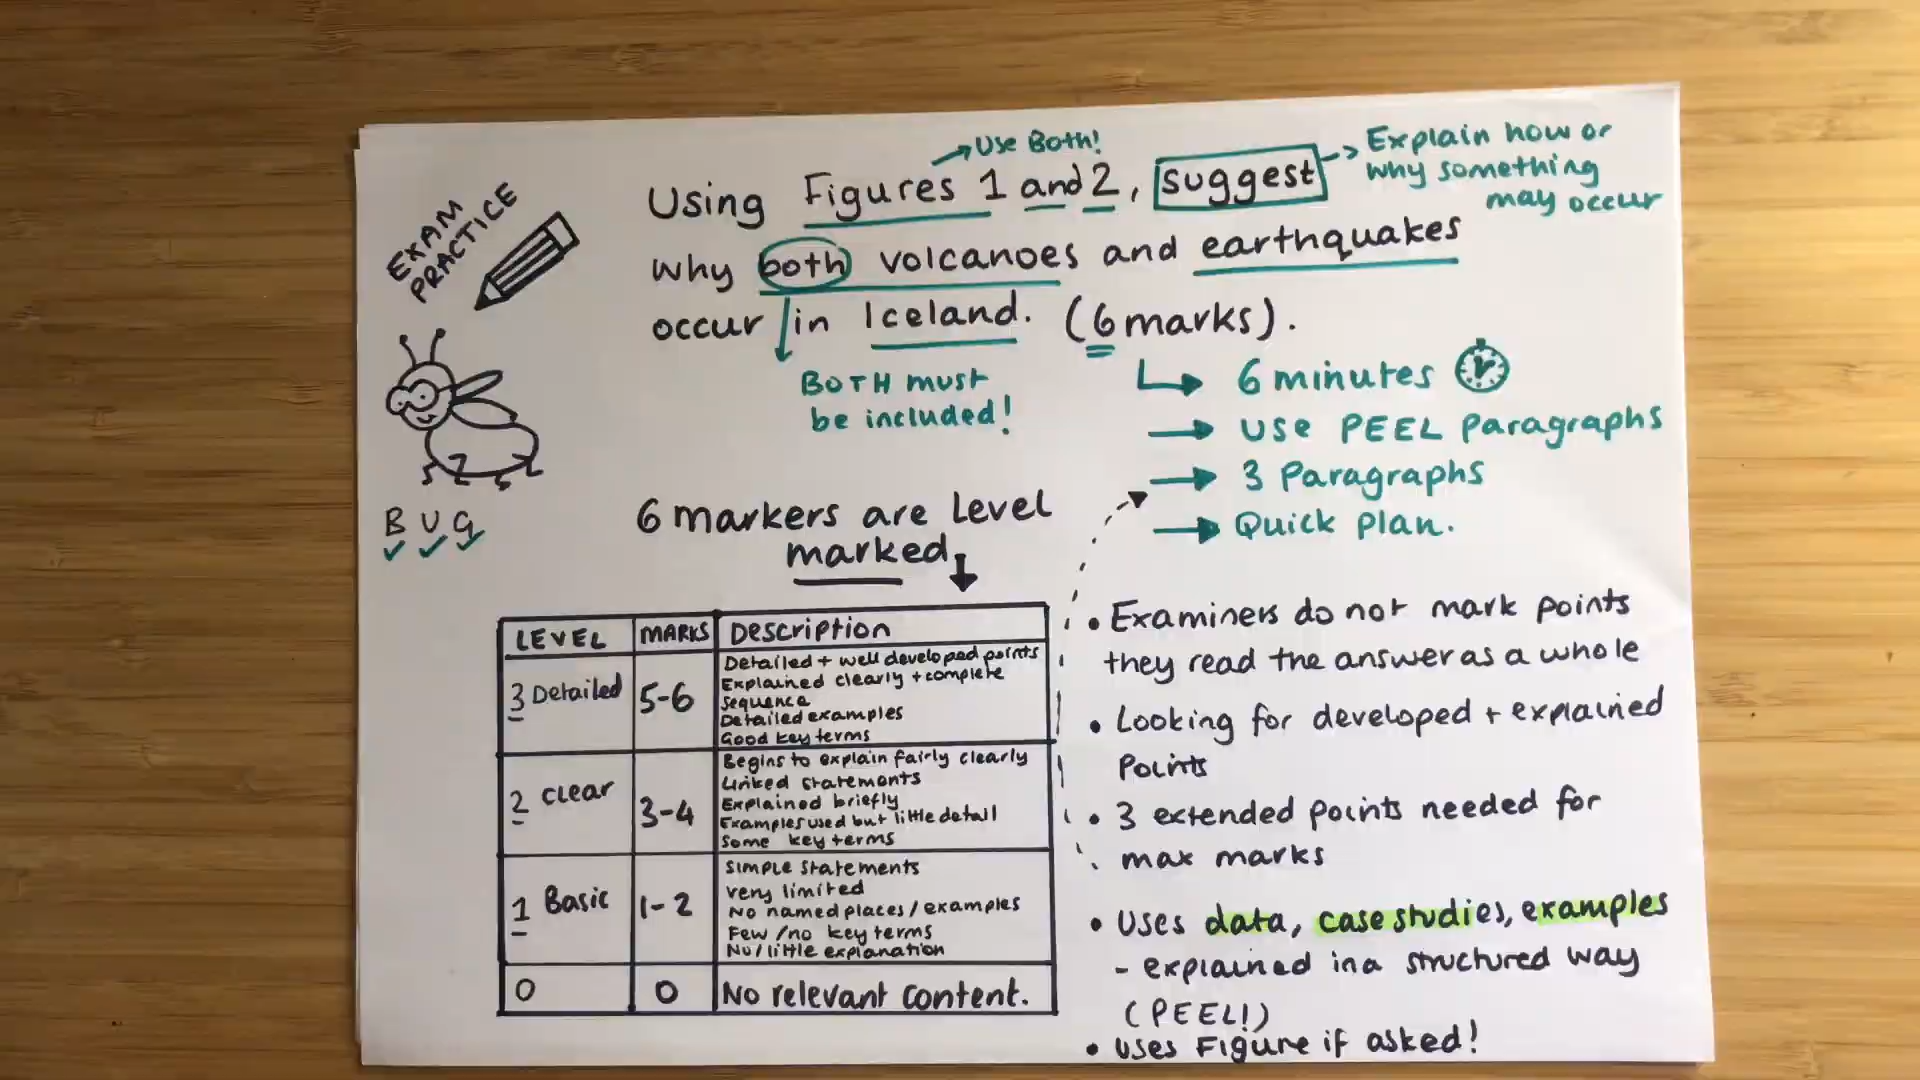 EXAM
PRACTICE
Use Both!
Using Figures 1 and 2, suggest
Explain how or
why something
may occur
why both volcanoes and earthquakes
occur in Iceland. (6 marks).
BOTH must
be included!
6 minutes
Use PEEL Paragraphs
3 Paragraphs
Quick Plan.
BUG
6 markers are level
marked
LEVEL MARKS Description
3 Detailed 5-6
Detailed + well developed points
Explained clearly + complete
sequence
Detailed examples
Good key terms
2 clear 3-4
Begins to explain fairly clearly
Linked statements
Explained briefly
Examples used but little detail
Some key terms
1 Basic 1-2
Simple statements
very limited
No named places/examples
Few/no key terms
No/little explanation
0 0 No relevant content.
• Examiners do not mark points
they read the answer as a whole
• Looking for developed + explained
Points
• 3 extended points needed for
max marks
• Uses data, case studies, examples
- explained in a structured way
(PEEL!)
• Uses Figure if asked!